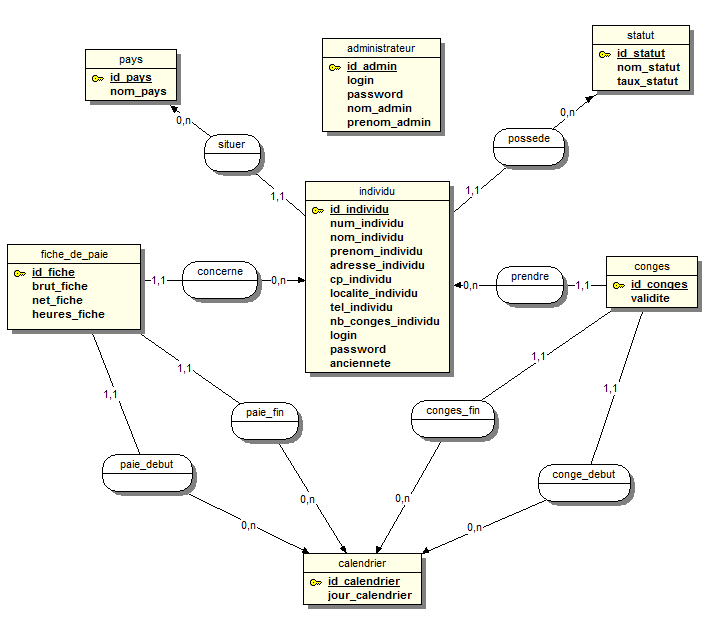 pays
id_pays
nom_pays
administrateur
id_admin
login
password
nom_admin
prenom_admin
statut
id_statut
nom_statut
taux_statut
0,n
situer
1,1
0,n
possede
1,1
individu
id_individu
num_individu
nom_individu
prenom_individu
adresse_individu
cp_individu
localite_individu
tel_individu
nb_conges_individu
login
password
anciennete
fiche_de_paie
id_fiche
brut_fiche
net_fiche
heures_fiche
1,1
concerne
0,n
0,n
prendre
1,1
conges
id_conges
validite
1,1
1,1
1,1
1,1
paie_fin
conges_fin
paie_debut
conge_debut
0,n
0,n
0,n
0,n
calendrier
id_calendrier
jour_calendrier